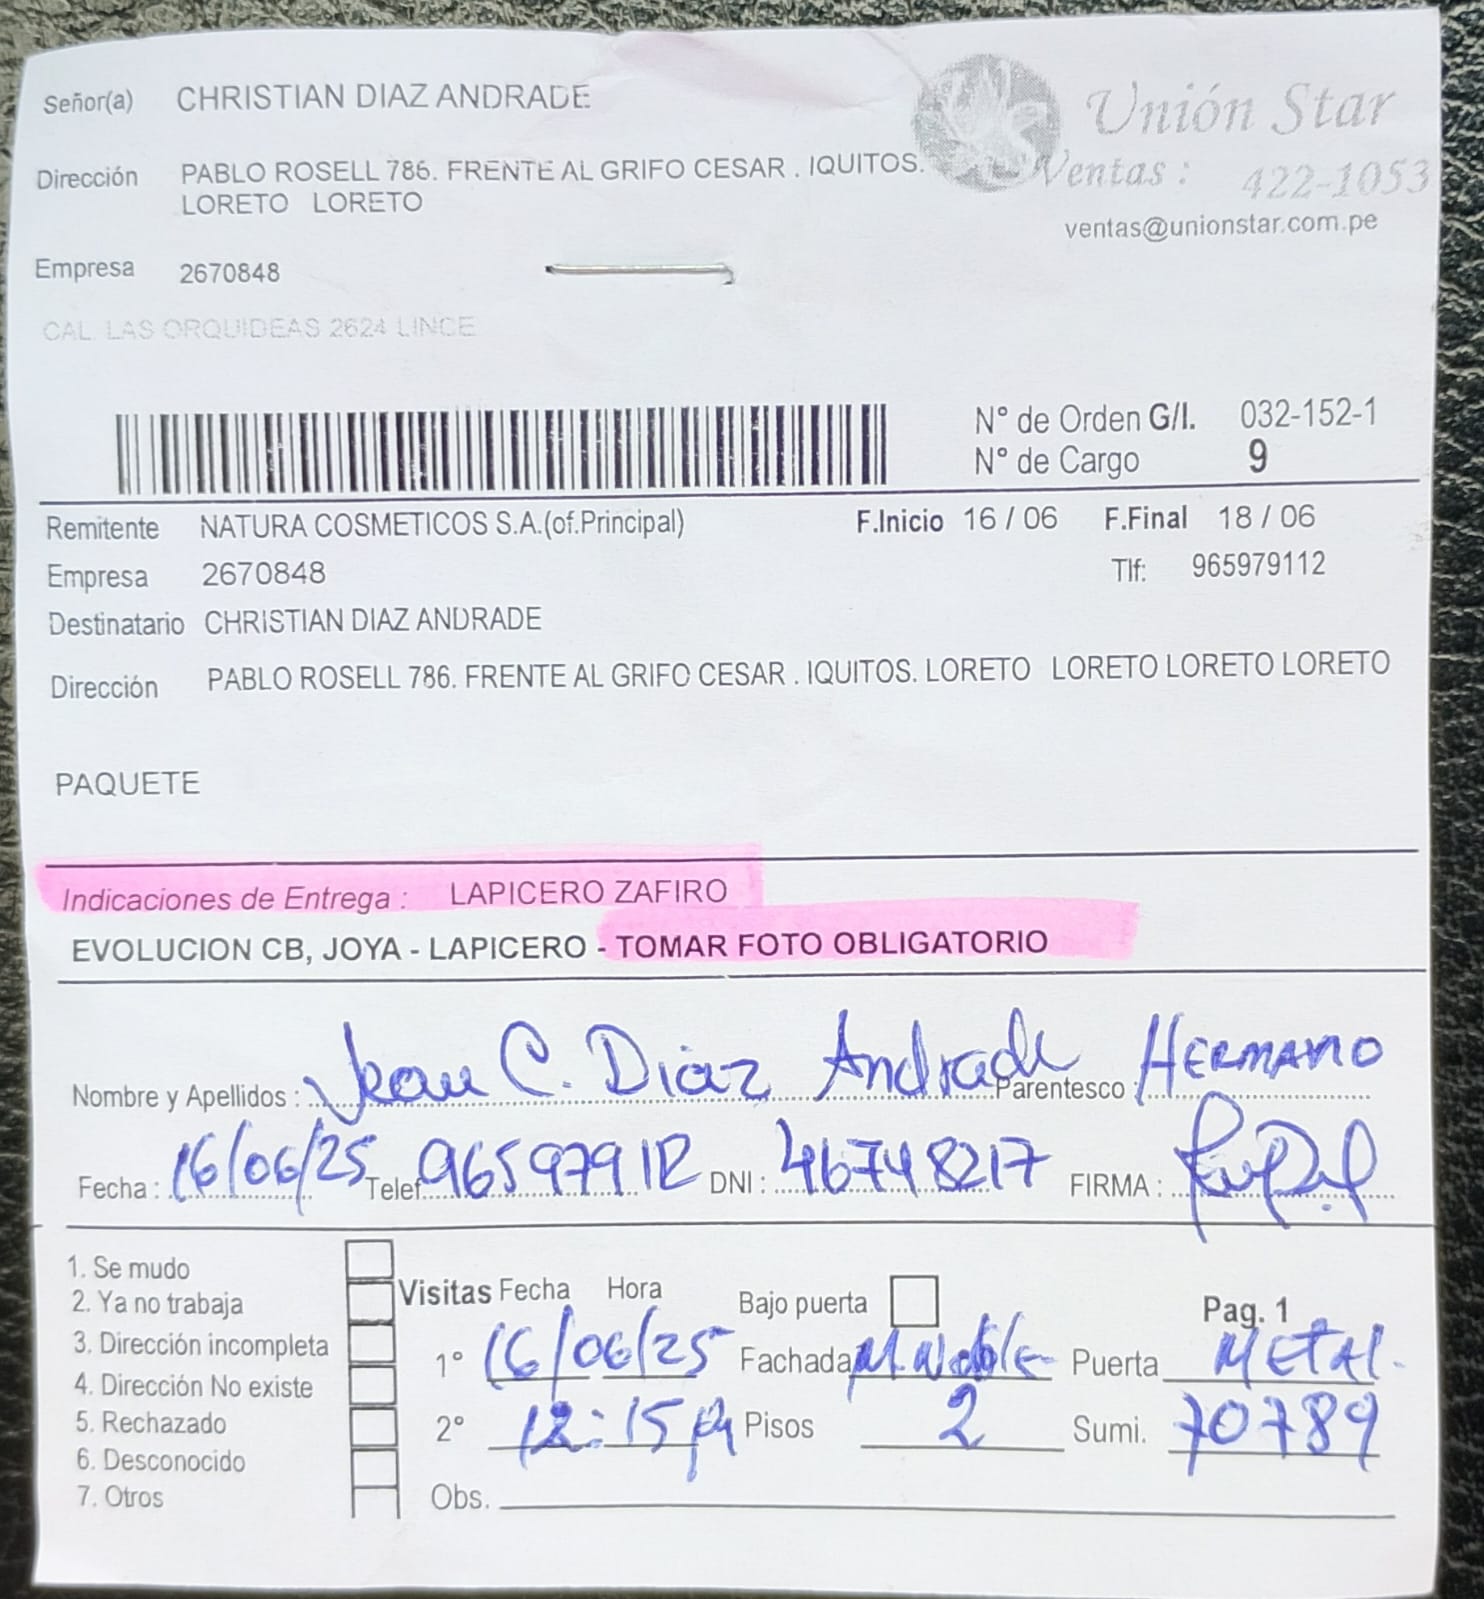 Señor(a) CHRISTIAN DIAZ ANDRADE
Unión Star
Dirección PABLO ROSELL 786. FRENTE AL GRIFO CESAR . IQUITOS.
LORETO LORETO
Ventas : 422-1053
ventas@unionstar.com.pe
Empresa 2670848
CAL. LAS ORQUIDEAS 2624 LINCE
N° de Orden G/I. 032-152-1
N° de Cargo 9
Remitente NATURA COSMETICOS S.A.(of.Principal) F.Inicio 16 / 06 F.Final 18 / 06
Empresa 2670848 Tlf: 965979112
Destinatario CHRISTIAN DIAZ ANDRADE
Dirección PABLO ROSELL 786. FRENTE AL GRIFO CESAR . IQUITOS. LORETO LORETO LORETO LORETO
PAQUETE
Indicaciones de Entrega : LAPICERO ZAFIRO
EVOLUCION CB, JOYA - LAPICERO - TOMAR FOTO OBLIGATORIO
Nombre y Apellidos : Jean C. Diaz Andrade Parentesco : HERMANO
Fecha : 16/06/25 Telef. 965979112 DNI : 46748217 FIRMA :
1. Se mudo
2. Ya no trabaja
3. Dirección incompleta
4. Dirección No existe
5. Rechazado
6. Desconocido
7. Otros
Visitas Fecha Hora Bajo puerta Pag. 1
1° 16/06/25 Fachada M. Noble Puerta METAL.
2° 12:15 Pisos 2 Sumi. 70789
Obs.